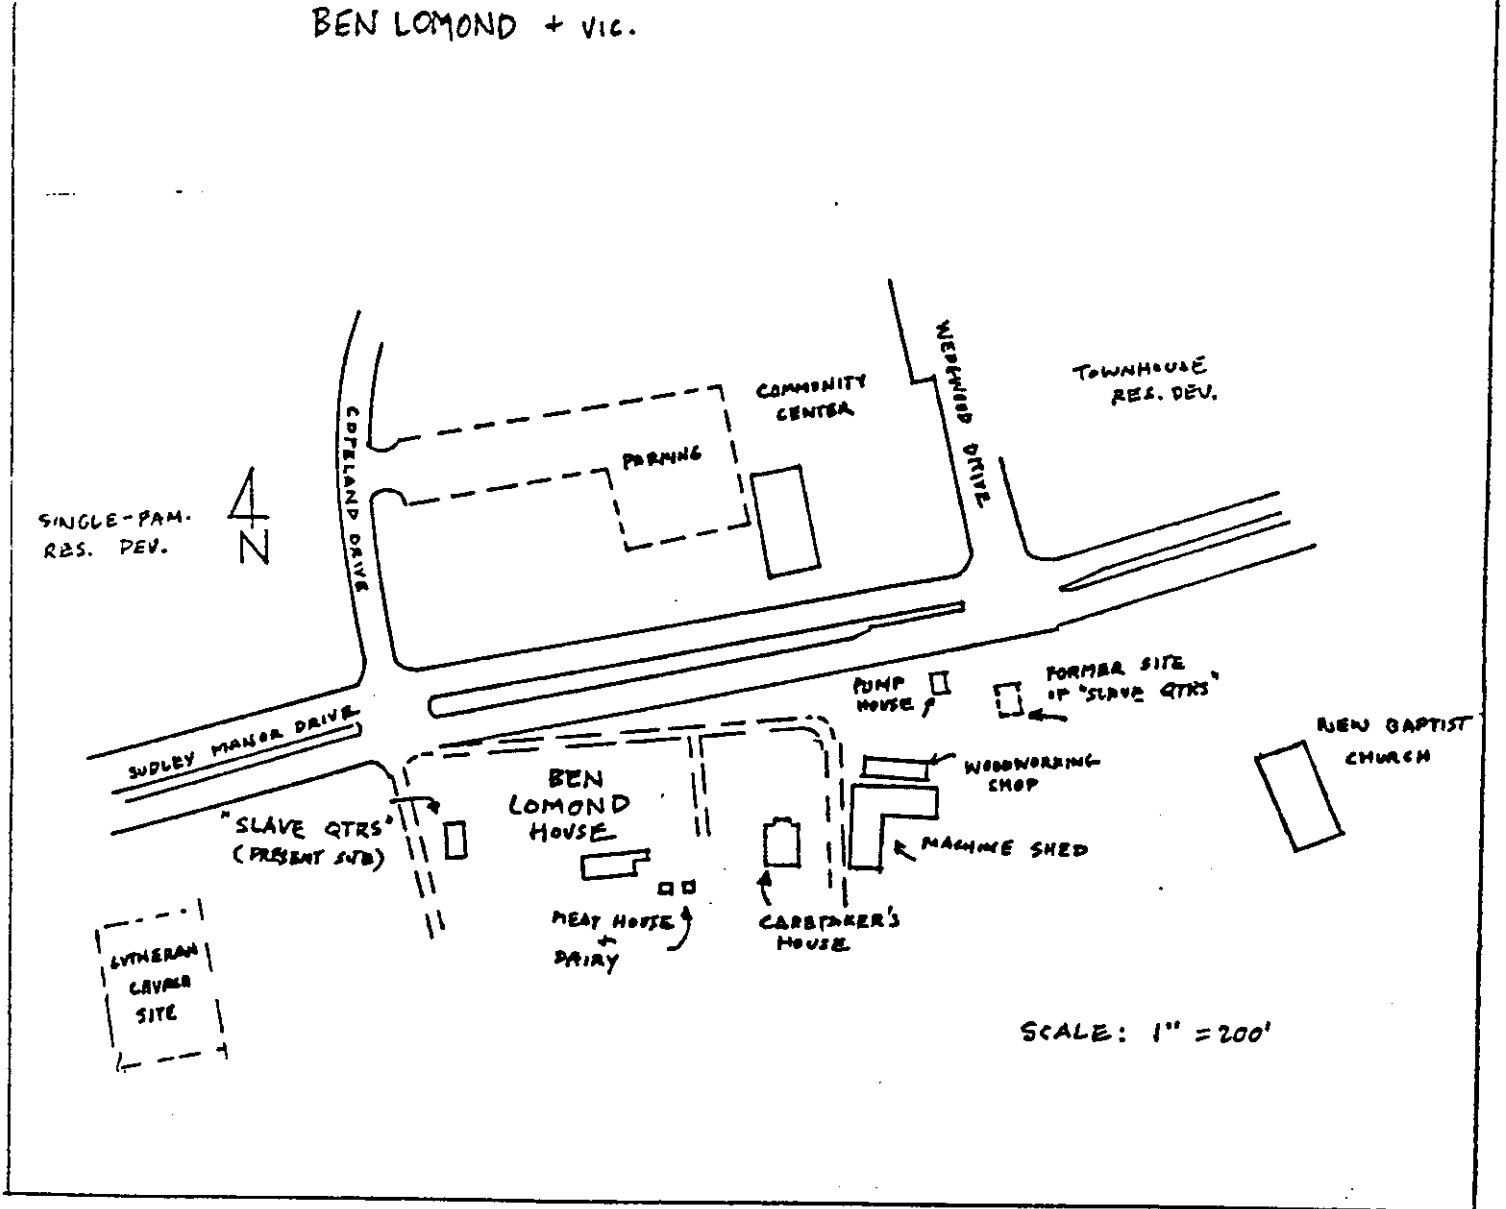 BEN LOMOND + VIC.
COMMUNITY
CENTER
WEDGWOOD DRIVE
TOWNHOUSE
RES. DEV.
COPELAND DRIVE
PARKING
SINGLE-FAM.
RES. DEV.
N
SUDLEY MANOR DRIVE
PUMP
HOUSE
FORMER SITE
OF "SLAVE QTRS"
NEW BAPTIST
CHURCH
WOODWORKING
SHOP
BEN
LOMOND
HOUSE
"SLAVE QTRS"
(PRESENT SITE)
MACHINE SHED
MEAT HOUSE
+
DAIRY
CARETAKER'S
HOUSE
LUTHERAN
CHURCH
SITE
SCALE: 1" = 200'